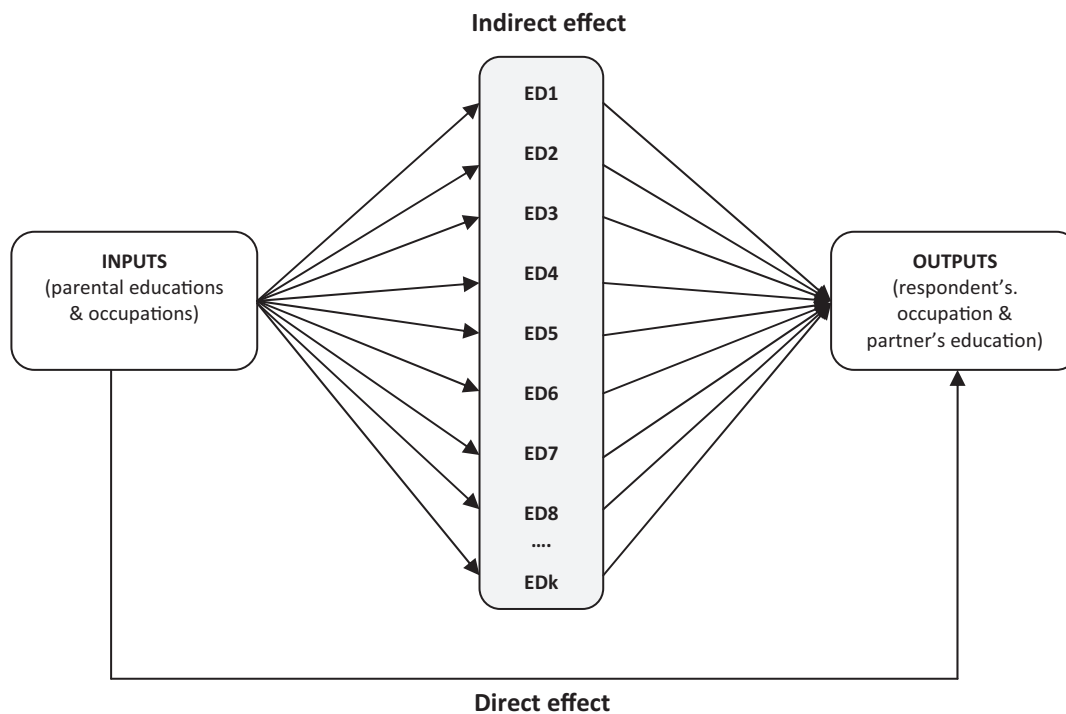 Indirect effect
ED1
ED2
ED3
ED4
ED5
ED6
ED7
ED8
....
EDk
INPUTS
(parental educations
& occupations)
OUTPUTS
(respondent's.
occupation &
partner's education)
Direct effect